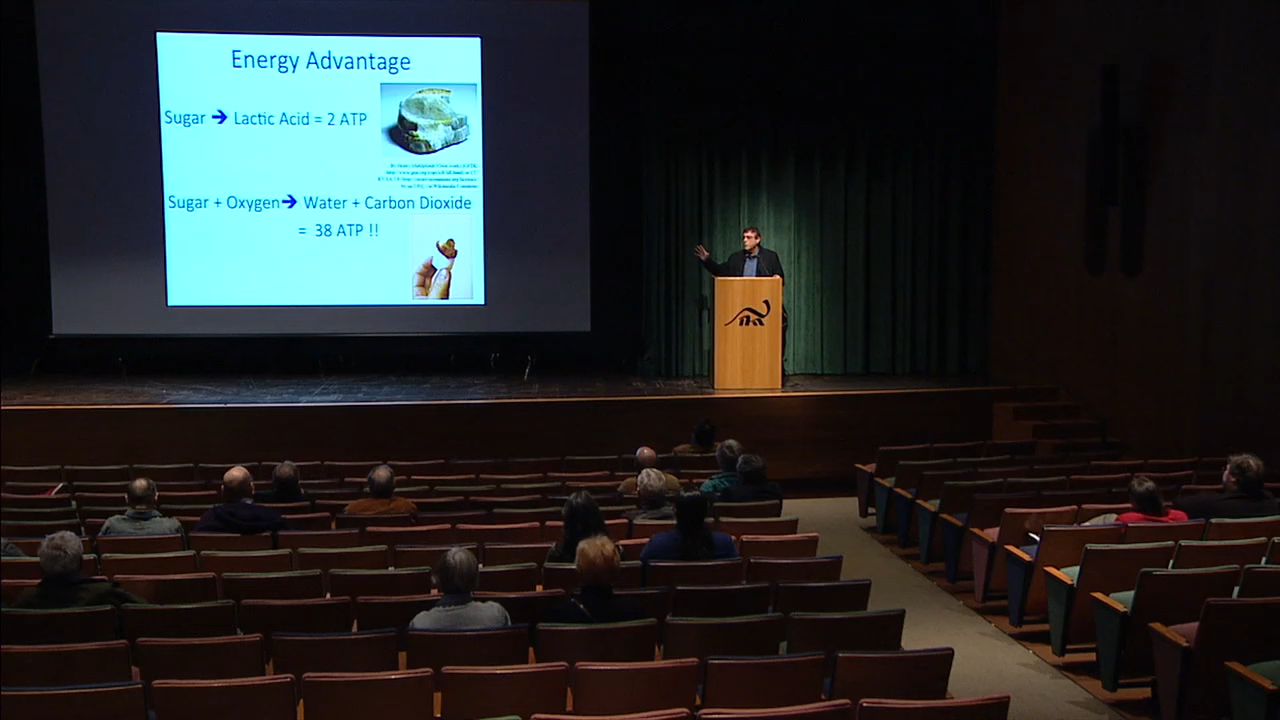 Energy Advantage
Sugar ➔ Lactic Acid = 2 ATP
Sugar + Oxygen➔ Water + Carbon Dioxide
= 38 ATP !!